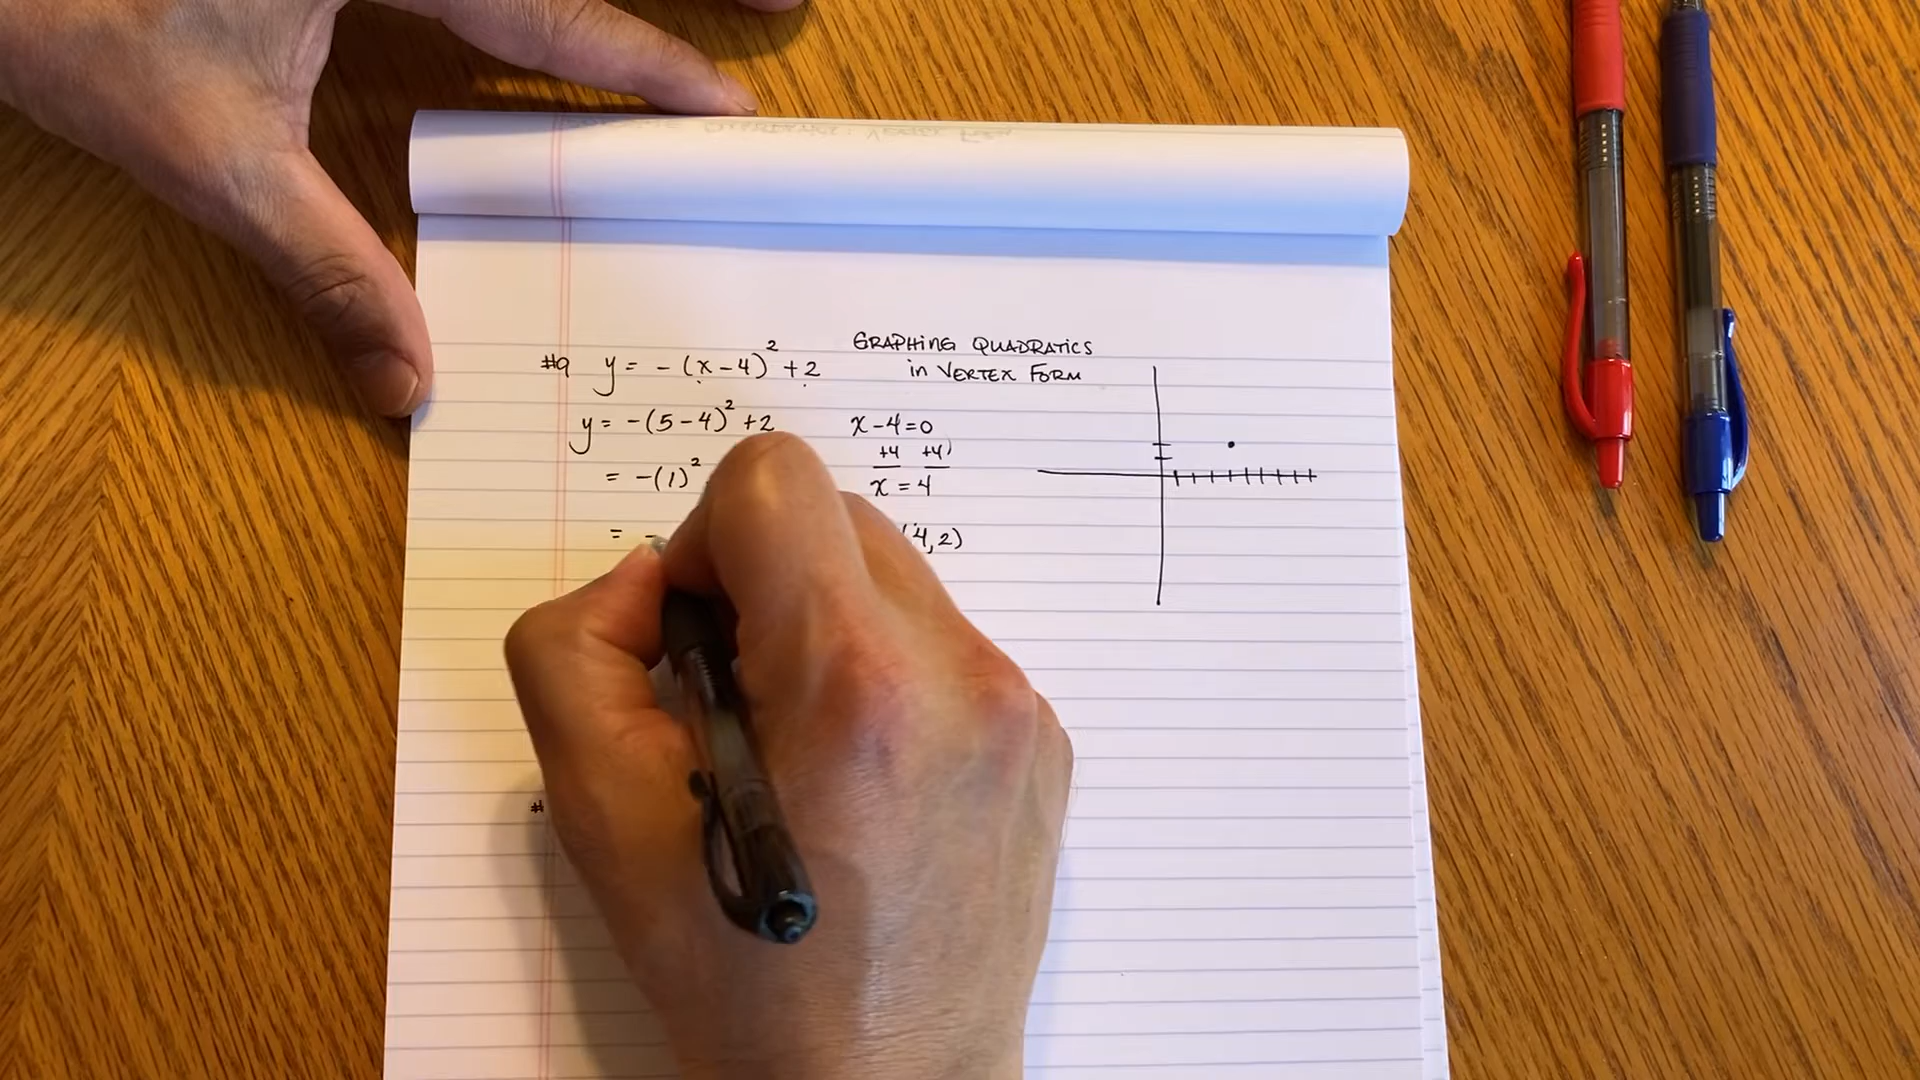 GRAPHING QUADRATICS
in VERTEX FORM
#9 y = -(x-4)² +2
y = -(5-4)² +2
= -(1)²
= -
x-4=0
+4 +4
x = 4
(4,2)
#